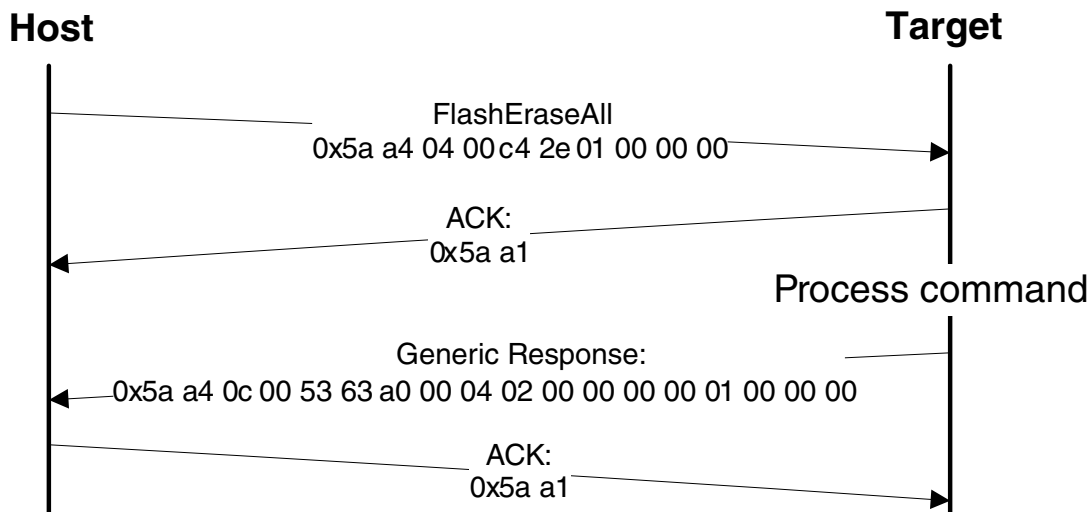 Host
Target
FlashEraseAll
0x5a a4 04 00 c4 2e 01 00 00 00
ACK:
0x5a a1
Process command
Generic Response:
0x5a a4 0c 00 53 63 a0 00 04 02 00 00 00 00 01 00 00 00
ACK:
0x5a a1